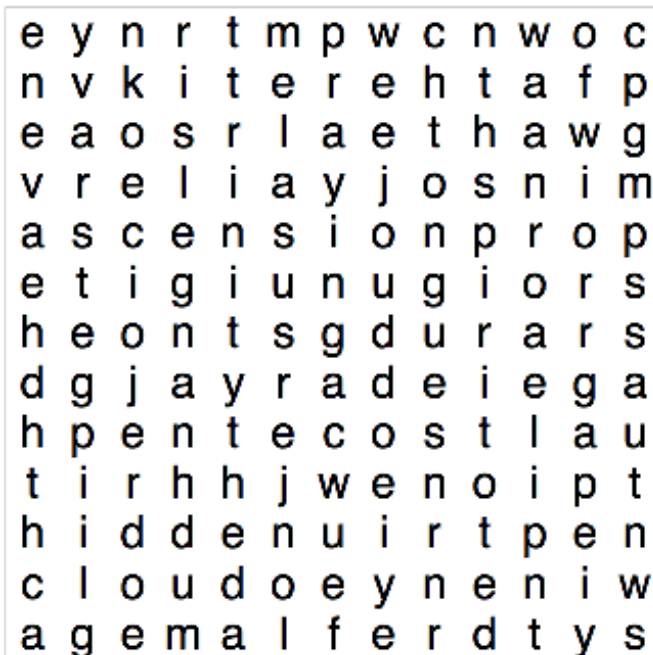 e y n r t m p w c n w o c
n v k i t e r e h t a f p
e a o s r l a e t h a w g
v r e l i a y j o s n i m
a s c e n s i o n p r o p
e t i g i u n u g i o r s
h e o n t s g d u r a r s
d g j a y r a d e i e g a
h p e n t e c o s t l a u
t i r h h j w e n o i p t
h i d d e n u i r t p e n
c l o u d o e y n e n i w
a g e m a l f e r d t y s